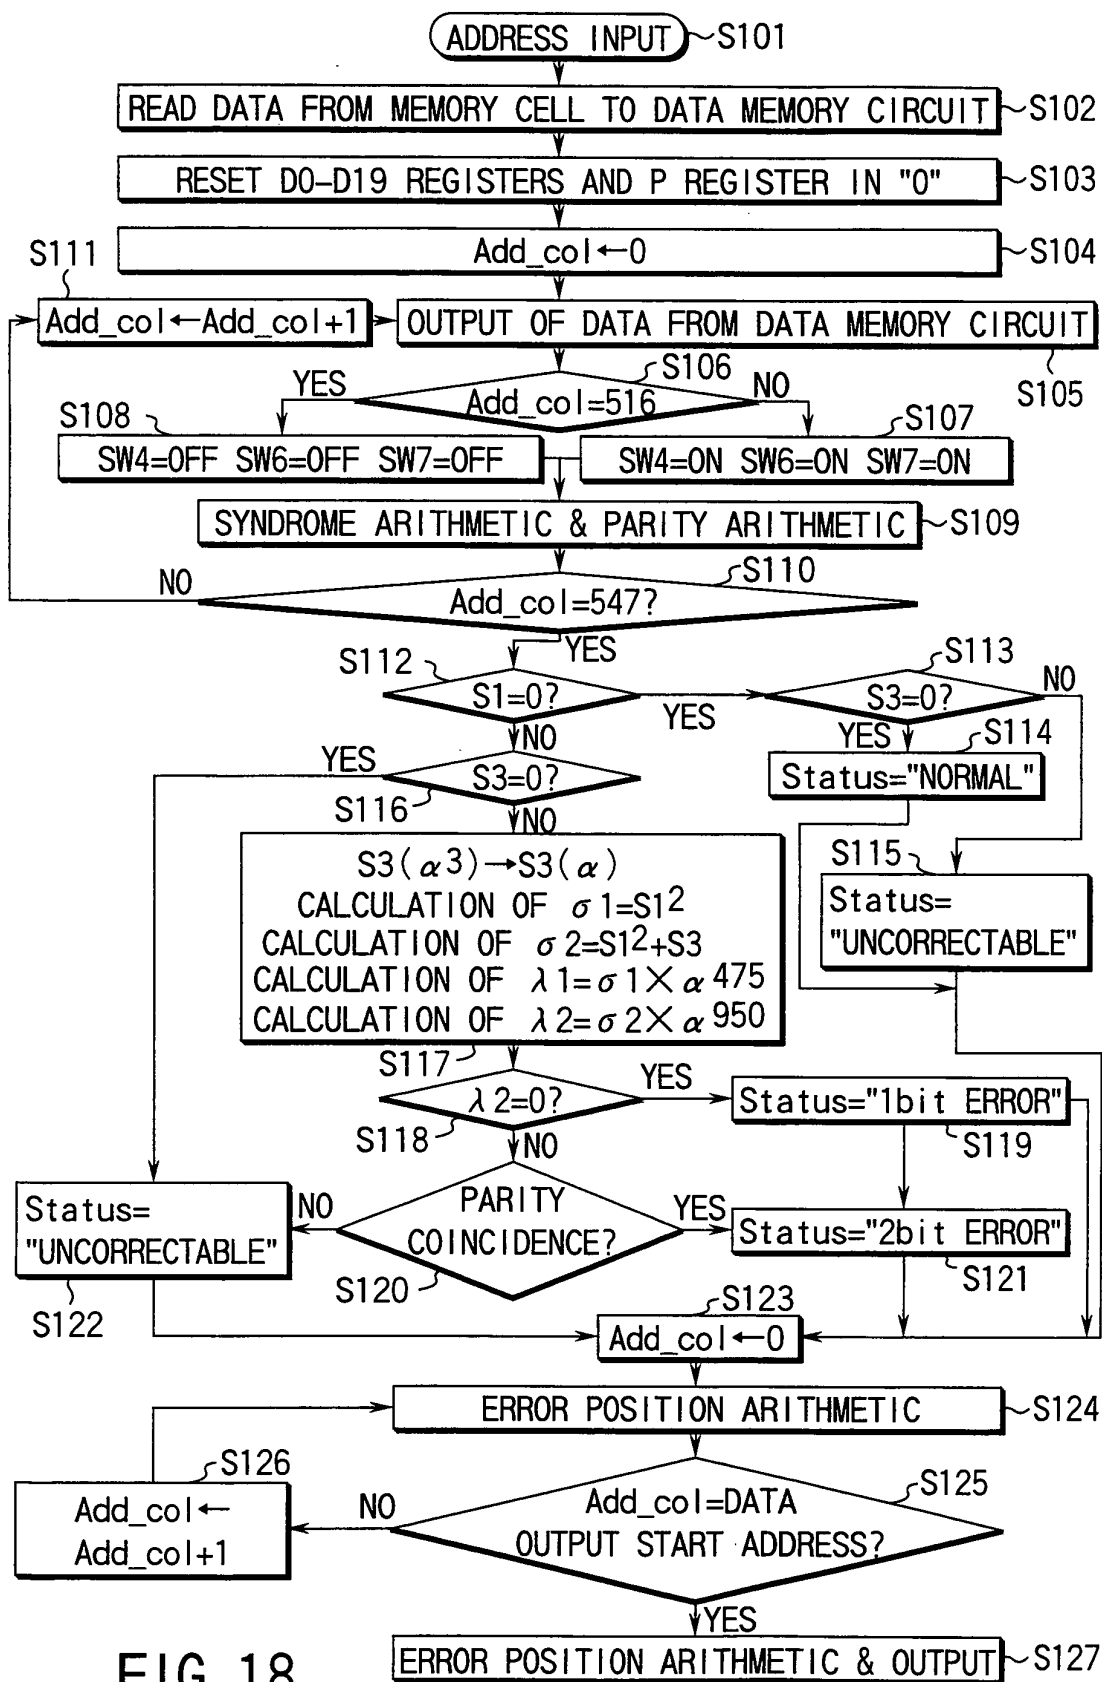 ADDRESS INPUT S101
READ DATA FROM MEMORY CELL TO DATA MEMORY CIRCUIT S102
RESET D0-D19 REGISTERS AND P REGISTER IN "0" S103
Add_col←0 S104
S111
Add_col←Add_col+1
OUTPUT OF DATA FROM DATA MEMORY CIRCUIT
S105
S106
YES
Add_col=516
NO
S108
SW4=OFF SW6=OFF SW7=OFF
S107
SW4=ON SW6=ON SW7=ON
SYNDROME ARITHMETIC & PARITY ARITHMETIC S109
S110
NO
Add_col=547?
YES
S112
S1=0?
YES
S113
S3=0?
NO
NO
YES
S114
Status="NORMAL"
YES
S3=0?
S116
NO
S115
Status=
"UNCORRECTABLE"
S3(α3)→S3(α)
CALCULATION OF σ1=S1²
CALCULATION OF σ2=S1²+S3
CALCULATION OF λ1=σ1×α475
CALCULATION OF λ2=σ2×α950
S117
λ2=0?
YES
S118
NO
Status="1bit ERROR"
S119
PARITY
COINCIDENCE?
NO
YES
S120
Status="2bit ERROR"
S121
Status=
"UNCORRECTABLE"
S122
S123
Add_col←0
ERROR POSITION ARITHMETIC S124
S126
Add_col←
Add_col+1
S125
NO
Add_col=DATA
OUTPUT START ADDRESS?
YES
ERROR POSITION ARITHMETIC & OUTPUT S127
FIG. 18